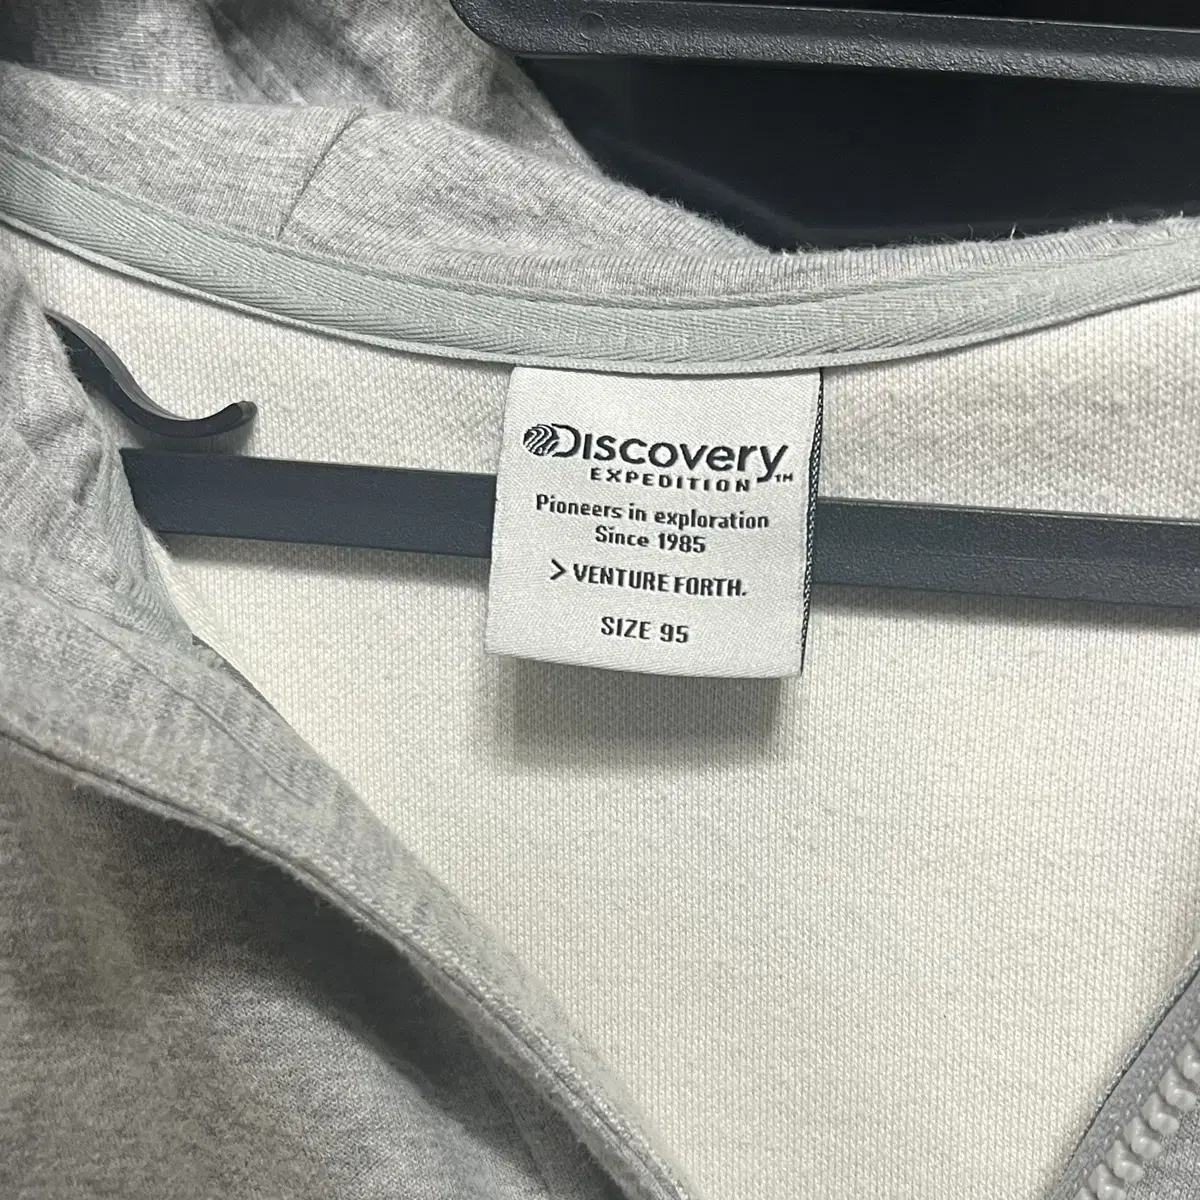 DISCOVERY TM
EXPEDITION
Pioneers in exploration
Since 1985
> VENTURE FORTH.
SIZE 95